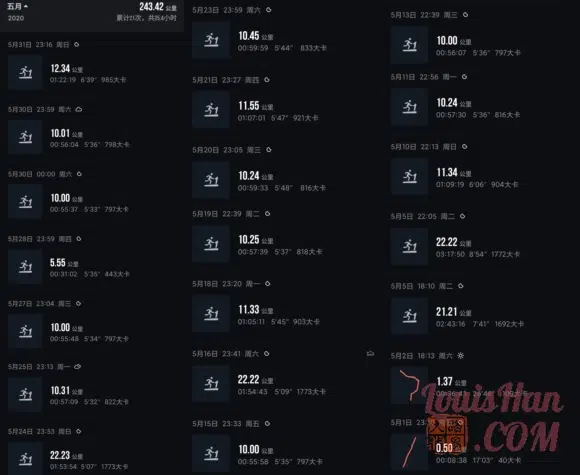 五月
243.42 公里
2020
累计21次，共35.4小时
5月31日 23:16 周日
12.34 公里
01:22:19 6'39" 985大卡
5月30日 23:59 周六
10.01 公里
00:56:04 5'36" 798大卡
5月30日 00:00 周六
10.00 公里
00:55:37 5'33" 797大卡
5月28日 23:59 周四
5.55 公里
00:31:02 5'35" 443大卡
5月27日 23:04 周三
10.00 公里
00:55:48 5'34" 797大卡
5月25日 23:13 周一
10.31 公里
00:57:09 5'32" 822大卡
5月24日 23:53 周日
22.23 公里
01:53:54 5'07" 1773大卡
5月23日 23:59 周六
10.45 公里
00:59:59 5'44" 833大卡
5月21日 23:27 周四
11.55 公里
01:07:01 5'47" 921大卡
5月20日 23:05 周三
10.24 公里
00:59:33 5'48" 816大卡
5月19日 22:39 周二
10.25 公里
00:57:39 5'37" 818大卡
5月18日 23:20 周一
11.33 公里
01:05:11 5'45" 903大卡
5月16日 23:41 周六
22.22 公里
01:54:43 5'09" 1773大卡
5月15日 23:33 周五
10.00 公里
00:55:58 5'35" 797大卡
5月13日 22:39 周三
10.00 公里
00:56:07 5'36" 797大卡
5月11日 22:56 周一
10.24 公里
00:57:30 5'36" 816大卡
5月10日 22:13 周日
11.34 公里
01:09:19 6'06" 904大卡
5月5日 22:05 周二
22.22 公里
03:17:50 8'54" 1772大卡
5月5日 18:10 周二
21.21 公里
02:43:16 7'41" 1692大卡
5月2日 18:13 周六
1.37 公里
00:36:41 26'46" 109大卡
5月1日
0.50
00:08:38 17'03" 40大卡
LouisHan
.COM